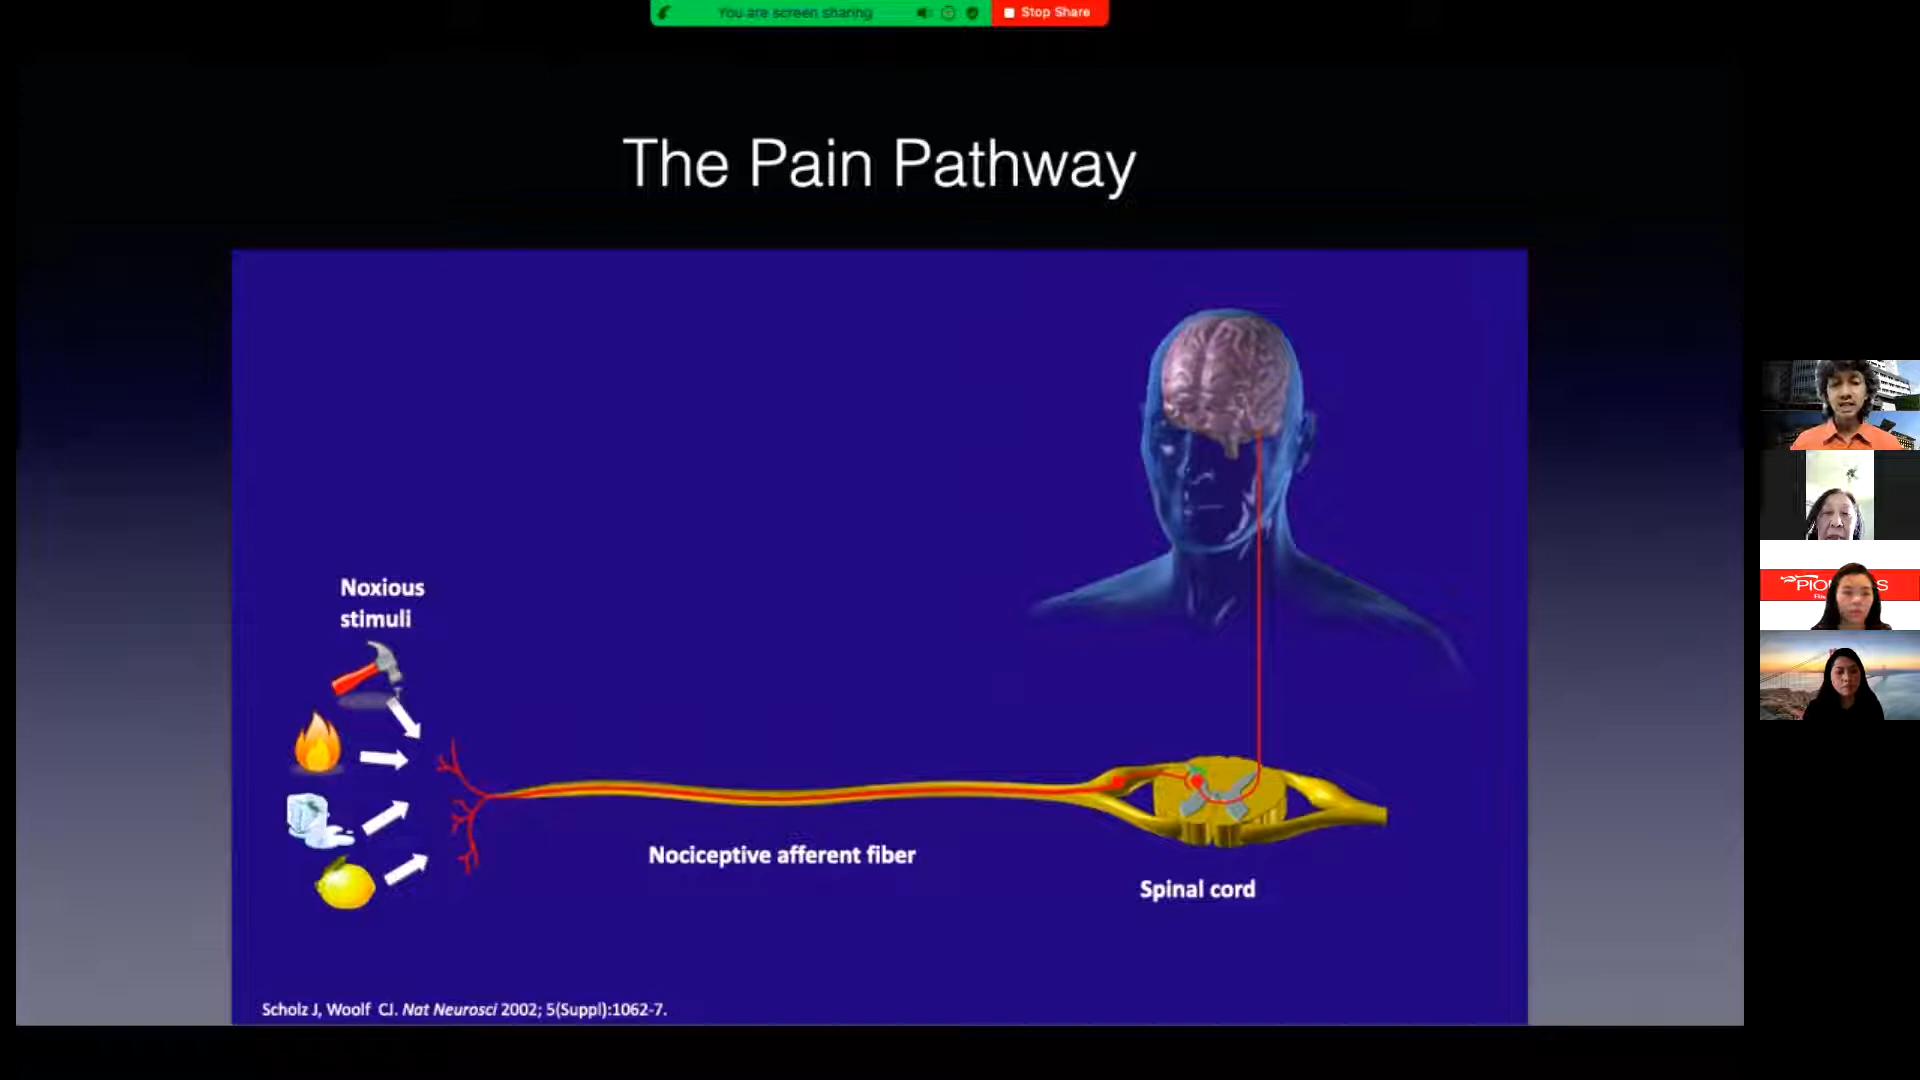 You are screen sharing
Stop Share
The Pain Pathway
Noxious
stimuli
Nociceptive afferent fiber
Spinal cord
Scholz J, Woolf CJ. Nat Neurosci 2002; 5(Suppl):1062-7.